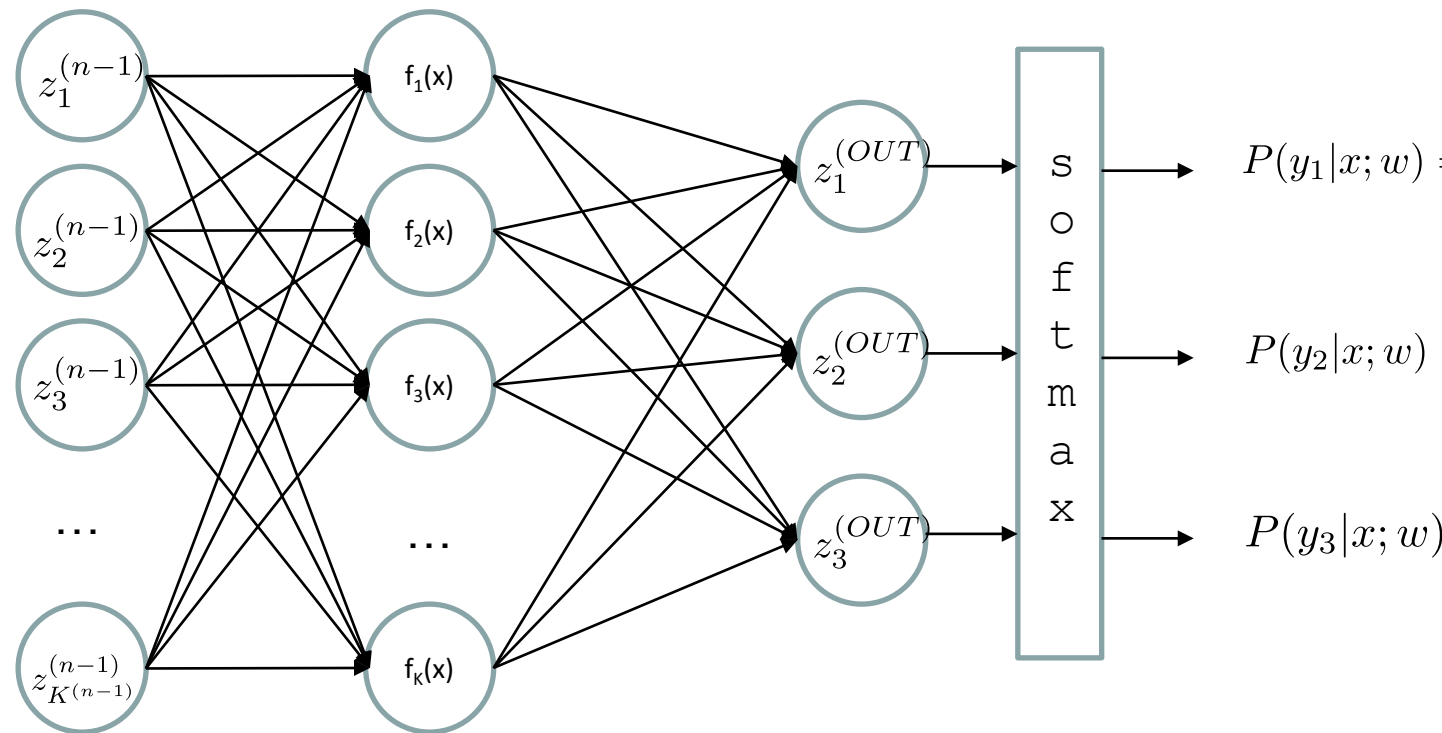 z_1^{(n-1)}
z_2^{(n-1)}
z_3^{(n-1)}
...
z_{K^{(n-1)}}^{(n-1)}
f_1(x)
f_2(x)
f_3(x)
...
f_K(x)
z_1^{(OUT)}
z_2^{(OUT)}
z_3^{(OUT)}
s
o
f
t
m
a
x
P(y_1|x; w) =
P(y_2|x; w)
P(y_3|x; w)